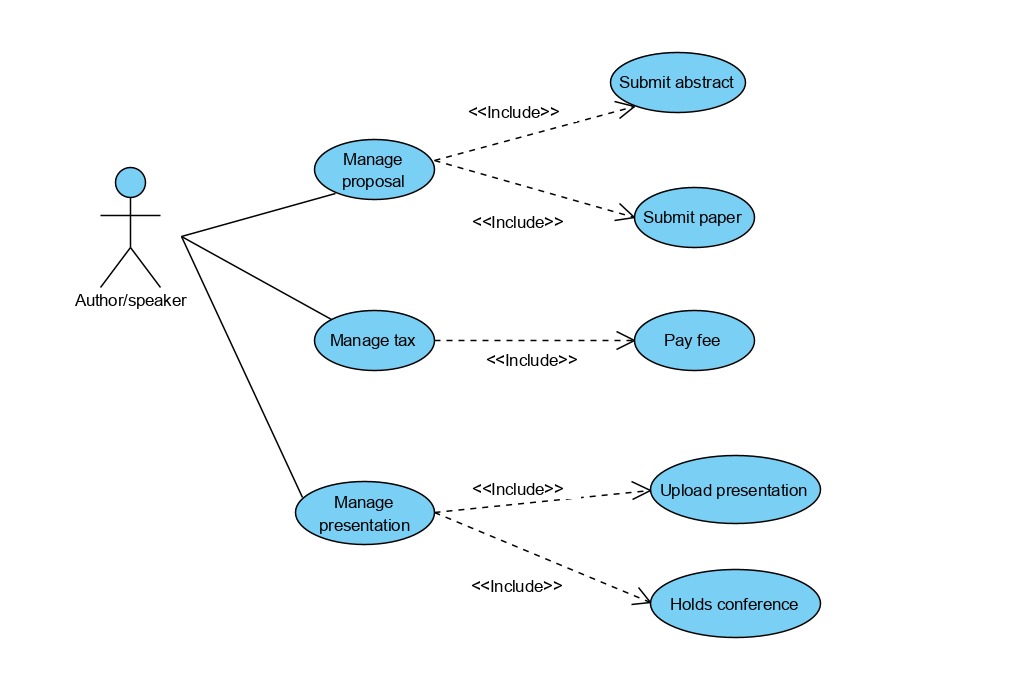 Submit abstract
<<Include>>
Manage
proposal
Submit paper
<<Include>>
Author/speaker
Manage tax
Pay fee
<<Include>>
<<Include>>
Upload presentation
Manage
presentation
<<Include>>
Holds conference